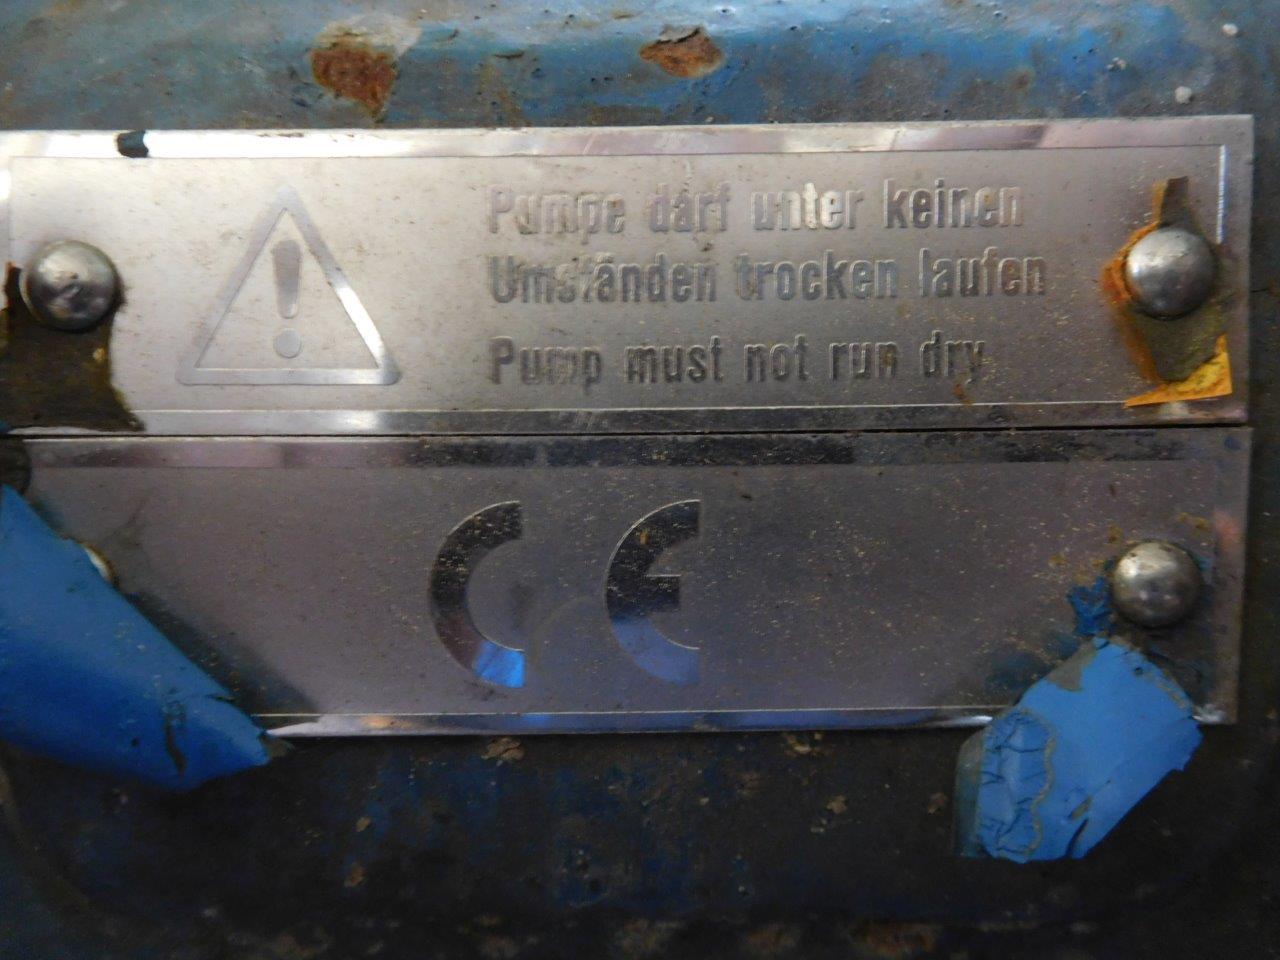 Pumpe darf unter keinen
Umständen trocken laufen
Pump must not run dry
CE